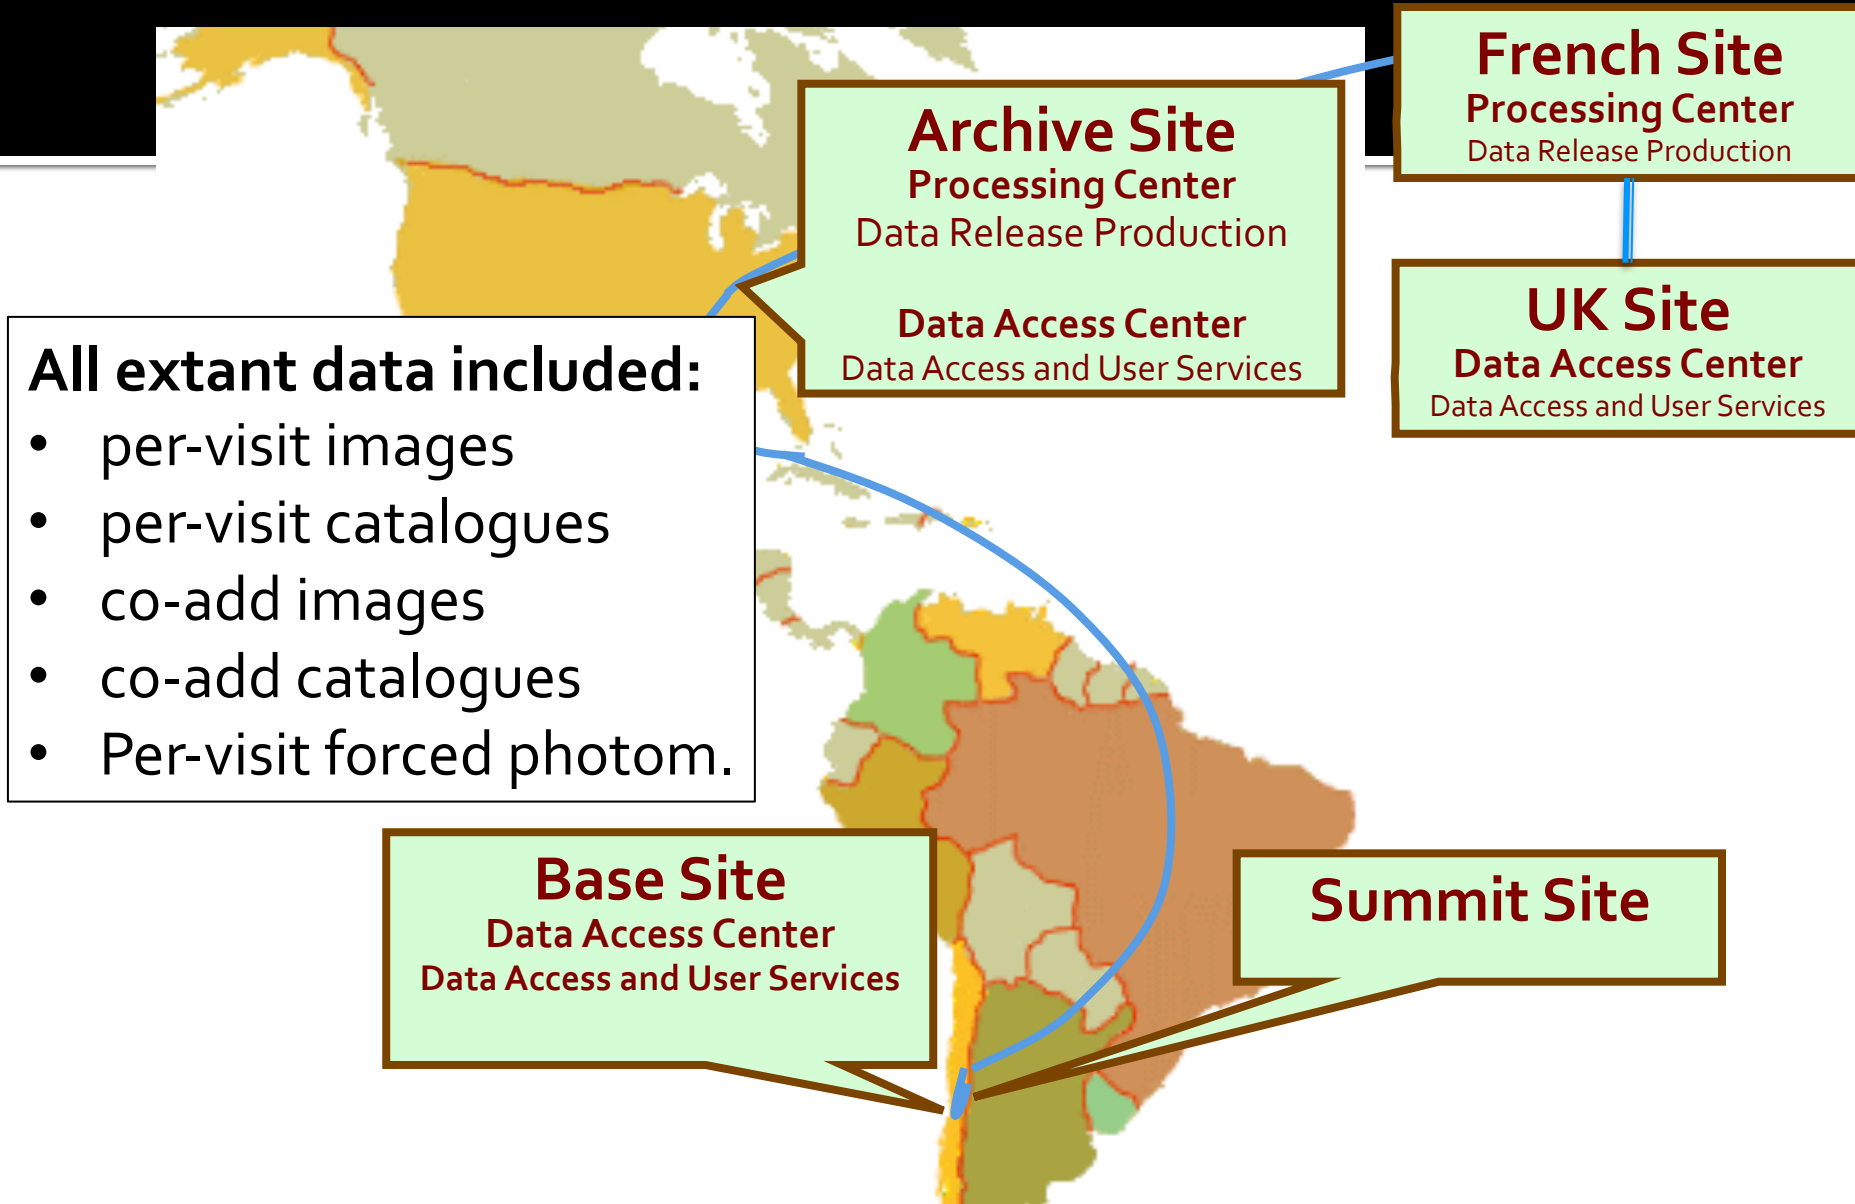 French Site
Processing Center
Data Release Production
Archive Site
Processing Center
Data Release Production
Data Access Center
Data Access and User Services
UK Site
Data Access Center
Data Access and User Services
All extant data included:
• per-visit images
• per-visit catalogues
• co-add images
• co-add catalogues
• Per-visit forced photom.
Base Site
Data Access Center
Data Access and User Services
Summit Site